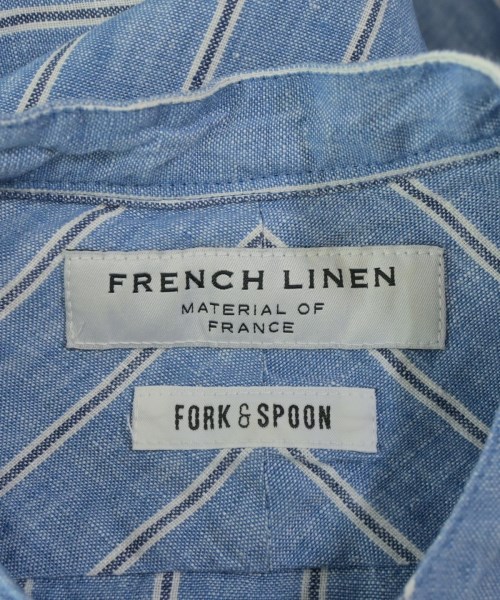 FRENCH LINEN
MATERIAL OF
FRANCE
FORK & SPOON